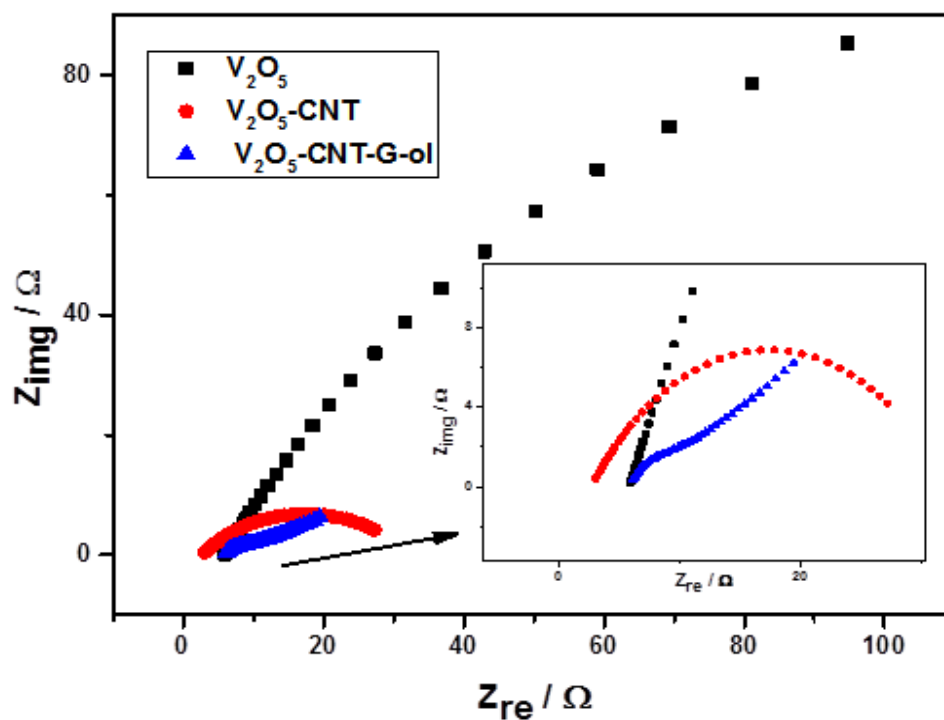 V₂O₅
V₂O₅-CNT
V₂O₅-CNT-G-ol
80
40
0
Zimg / Ω
8
4
0
Zimg / Ω
0
20
Zre / Ω
0
20
40
60
80
100
Zre / Ω